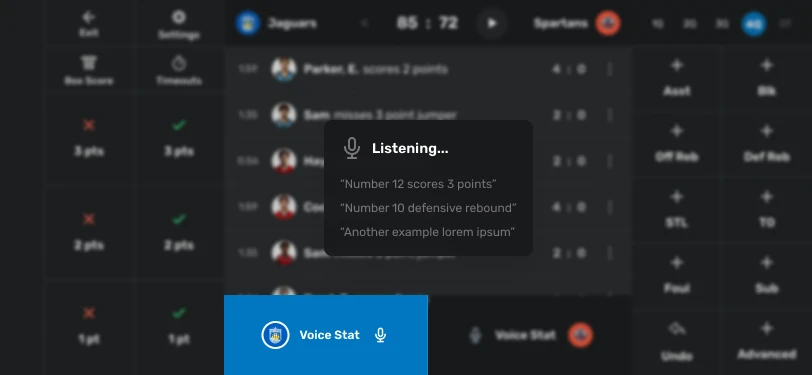 Exit
Settings
Jaguars
85 : 72
Spartans
1Q
2Q
3Q
4Q
OT
Box Score
Timeouts
1:59
Parker, E. scores 2 points
4 : 0
Asst
Blk
1:35
Sam misses 3 point jumper
2 : 0
3 pts
3 pts
Listening...
0:56
2 : 0
Off Reb
Def Reb
“Number 12 scores 3 points”
“Number 10 defensive rebound”
1:59
4 : 0
STL
TO
“Another example lorem ipsum”
2 pts
2 pts
1:35
2 : 0
Foul
Sub
1 pt
1 pt
Voice Stat
Voice Stat
Undo
Advanced